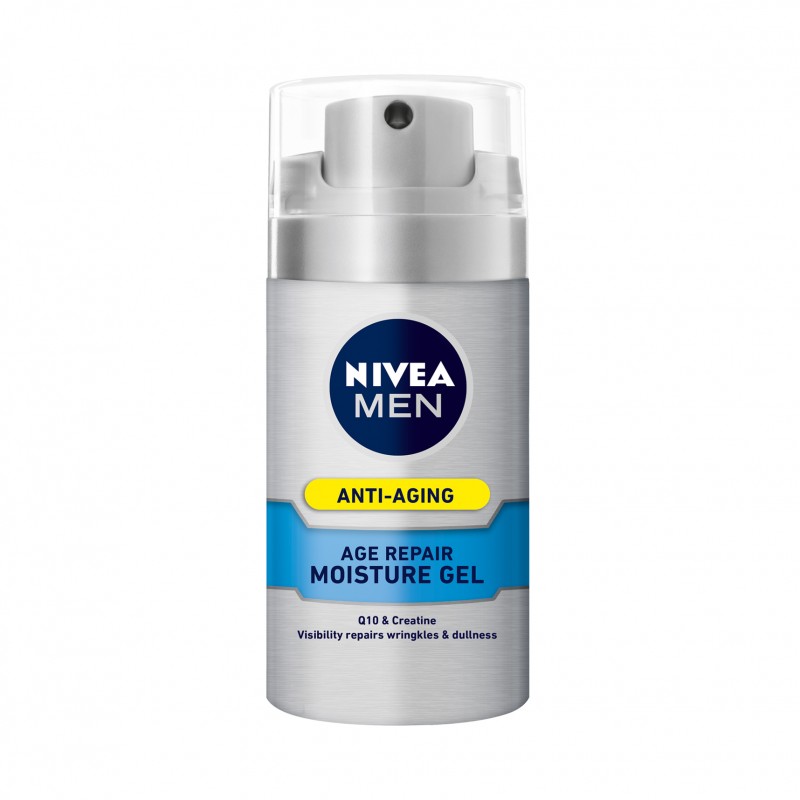 NIVEA
MEN
ANTI-AGING
AGE REPAIR
MOISTURE GEL
Q10 & Creatine
Visibility repairs wringkles & dullness